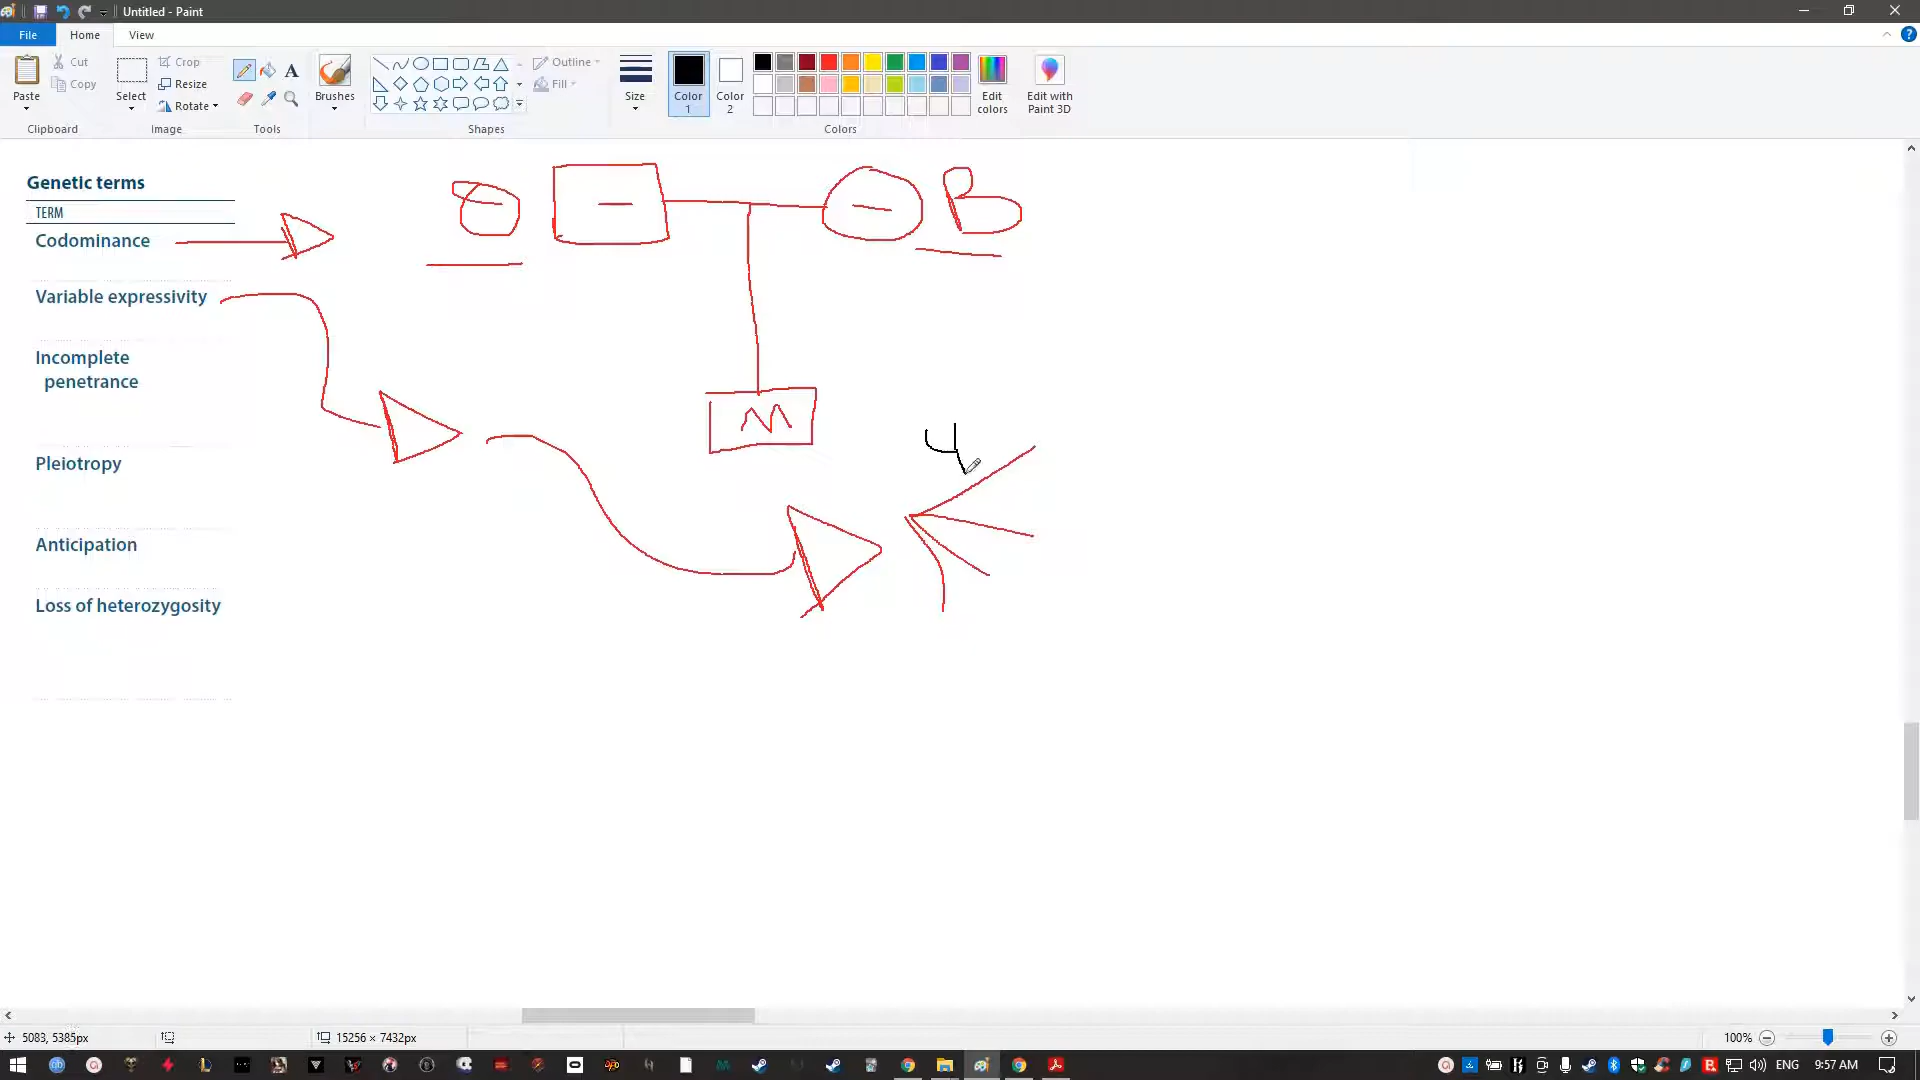 Untitled - Paint
File Home View
Paste
Cut
Copy
Clipboard
Select
Crop
Resize
Rotate
Image
Tools
Brushes
Outline
Fill
Shapes
Size
Color 1
Color 2
Edit colors
Edit with Paint 3D
Colors
Genetic terms
TERM
Codominance
Variable expressivity
Incomplete
penetrance
Pleiotropy
Anticipation
Loss of heterozygosity
B
M
4
5083, 5385px
15256 × 7432px
100%
ENG
9:57 AM